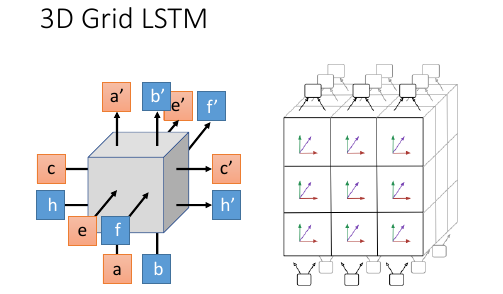 3D Grid LSTM
a’ b’ e’ f’
c c’
h h’
e f
a b